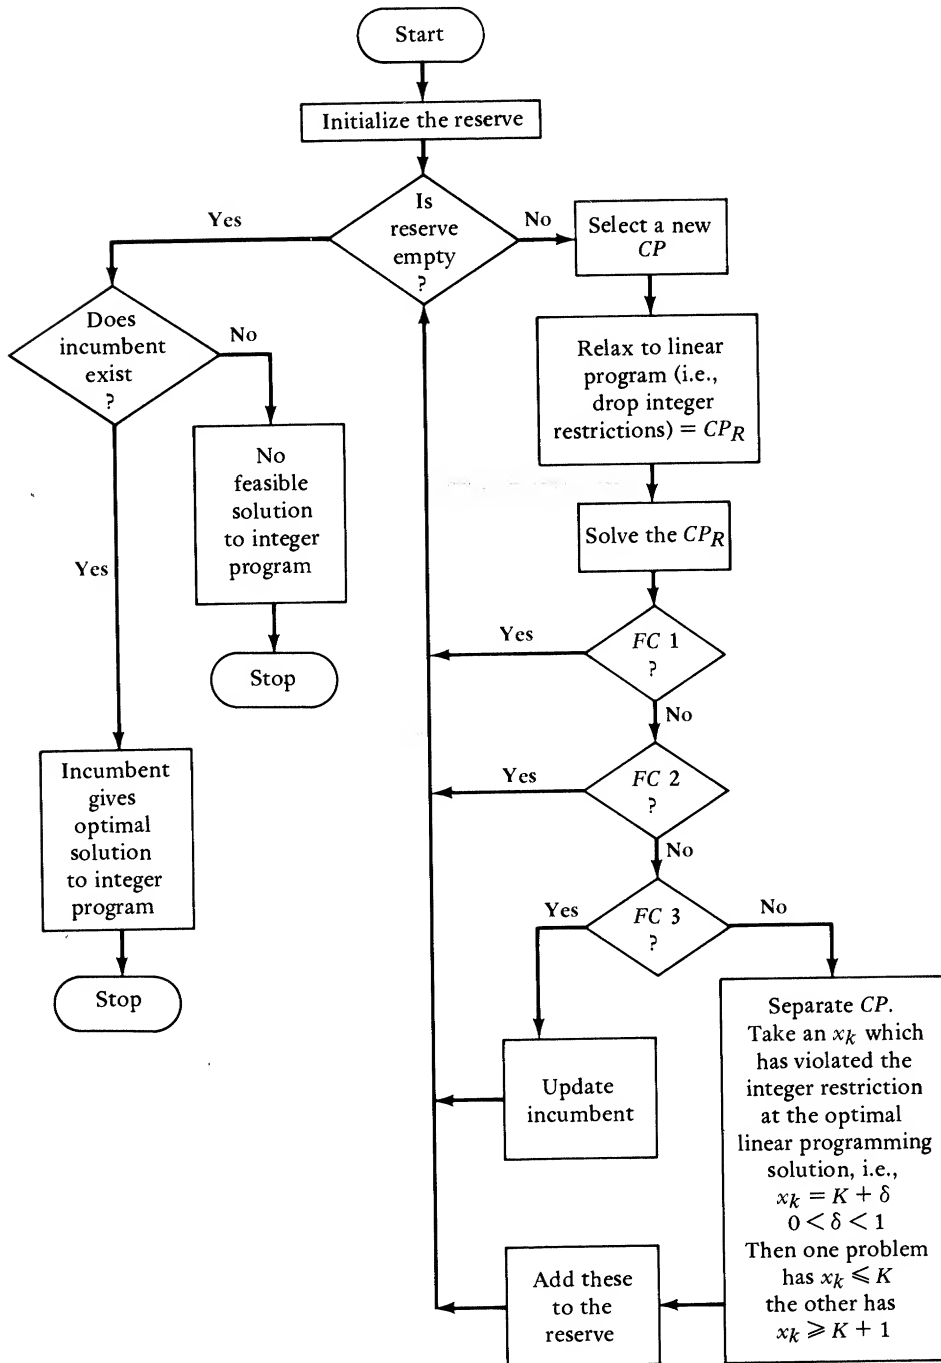 Start
Initialize the reserve
Is
reserve
empty
?
Yes
No
Select a new
CP
Does
incumbent
exist
?
No
Yes
Relax to linear
program (i.e.,
drop integer
restrictions) = CP_R
No
feasible
solution
to integer
program
Stop
Solve the CP_R
FC 1
?
Yes
No
FC 2
?
Yes
No
FC 3
?
Yes
No
Incumbent
gives
optimal
solution
to integer
program
Stop
Update
incumbent
Separate CP.
Take an x_k which
has violated the
integer restriction
at the optimal
linear programming
solution, i.e.,
x_k = K + δ
0 < δ < 1
Then one problem
has x_k ⩽ K
the other has
x_k ⩾ K + 1
Add these
to the
reserve